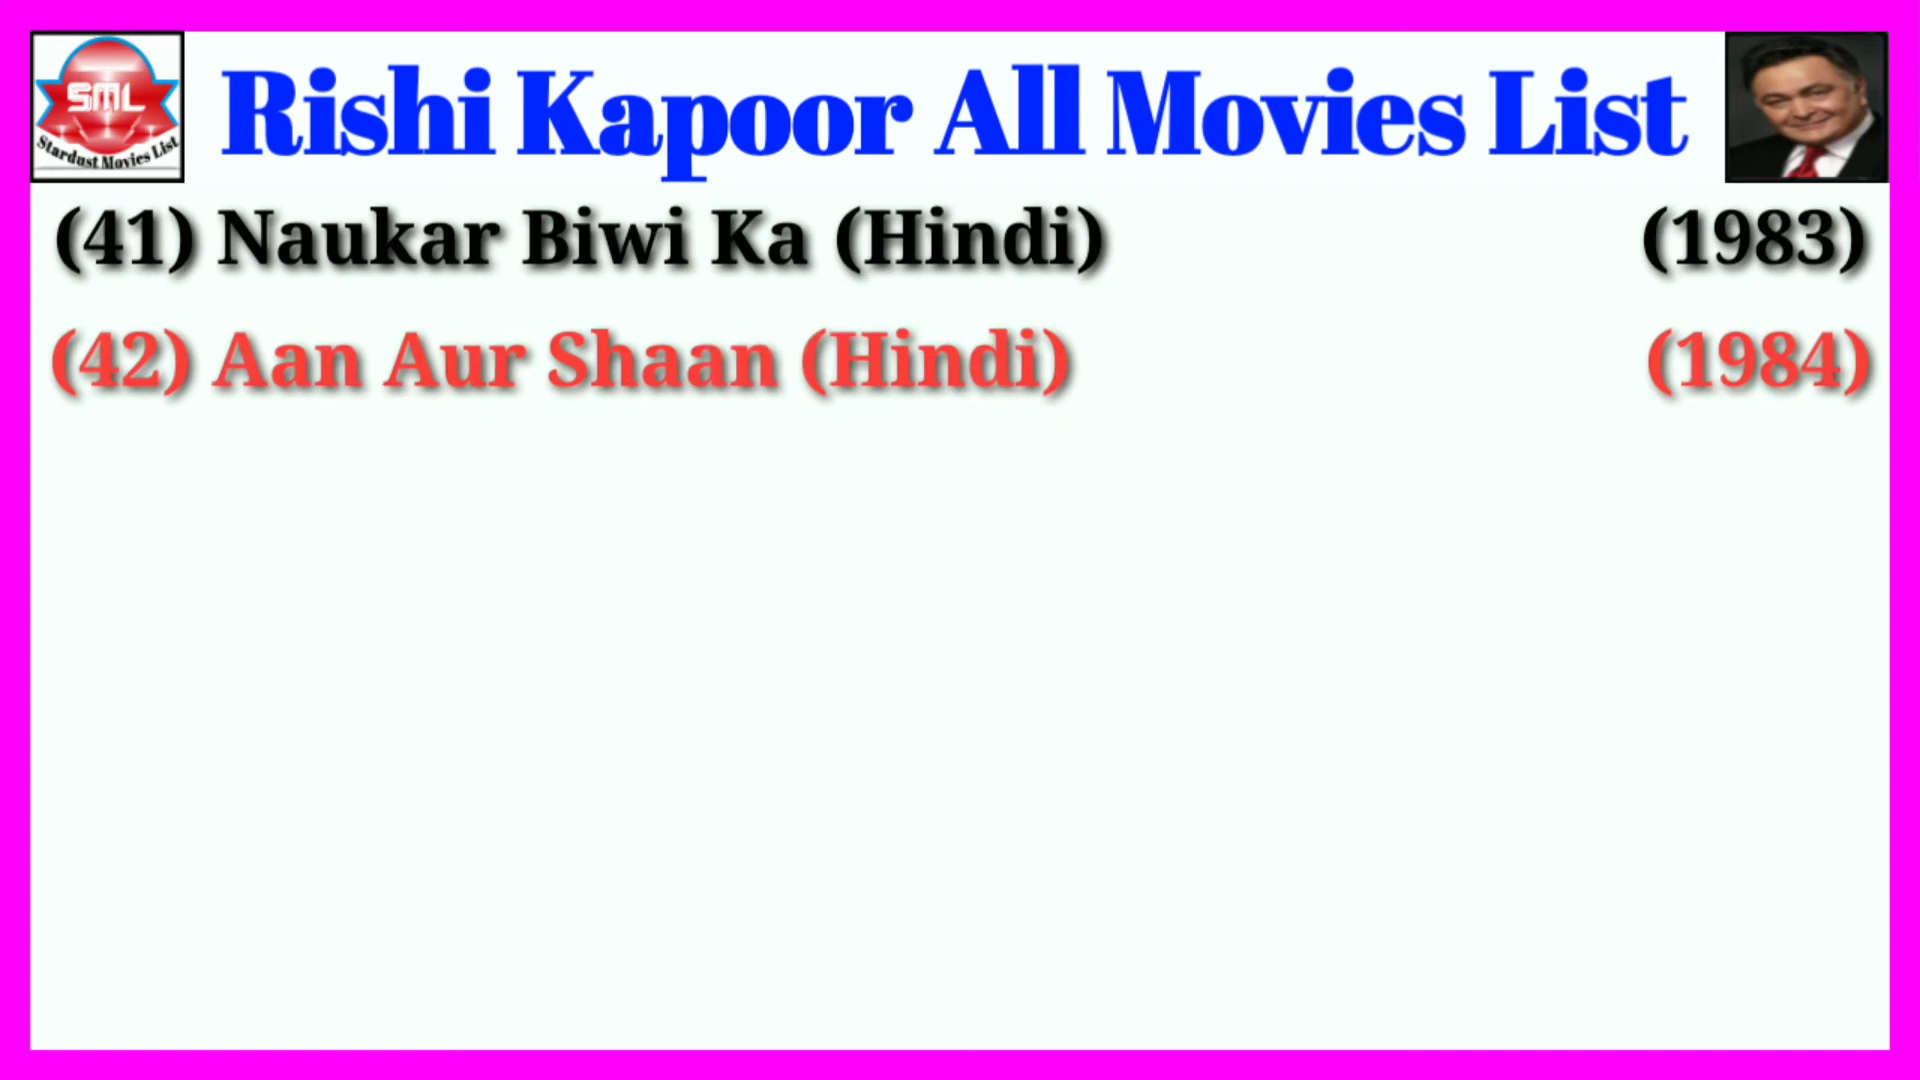 SML
Stardust Movies List
Rishi Kapoor All Movies List
(41) Naukar Biwi Ka (Hindi) (1983)
(42) Aan Aur Shaan (Hindi) (1984)